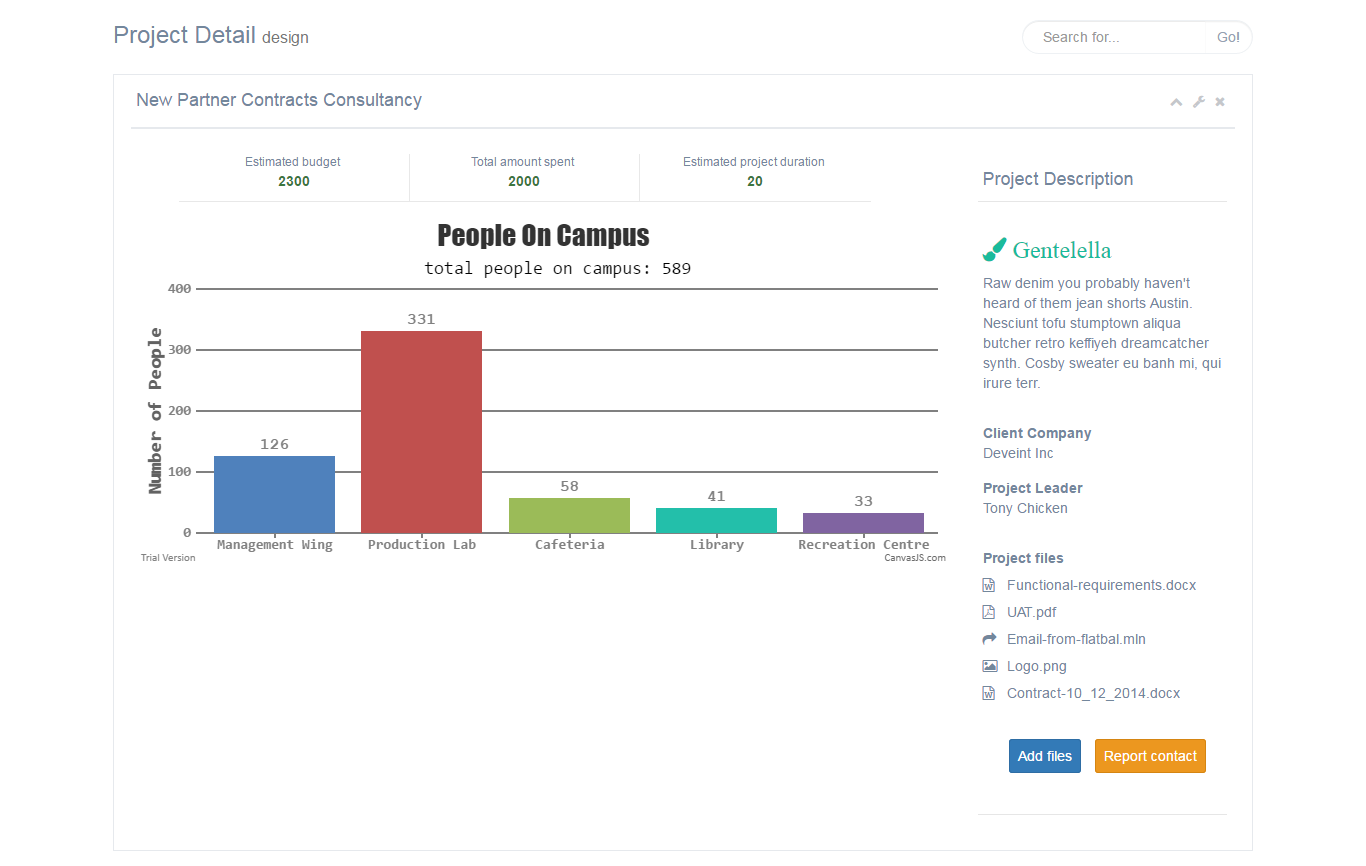 Project Detail design
Search for...
Go!
New Partner Contracts Consultancy
Estimated budget
2300
Total amount spent
2000
Estimated project duration
20
People On Campus
total people on campus: 589
Number of People
400
300
200
100
0
126
331
58
41
33
Management Wing
Production Lab
Cafeteria
Library
Recreation Centre
Trial Version
CanvasJS.com
Project Description
Gentelella
Raw denim you probably haven't
heard of them jean shorts Austin.
Nesciunt tofu stumptown aliqua
butcher retro keffiyeh dreamcatcher
synth. Cosby sweater eu banh mi, qui
irure terr.
Client Company
Deveint Inc
Project Leader
Tony Chicken
Project files
Functional-requirements.docx
UAT.pdf
Email-from-flatbal.mln
Logo.png
Contract-10_12_2014.docx
Add files
Report contact